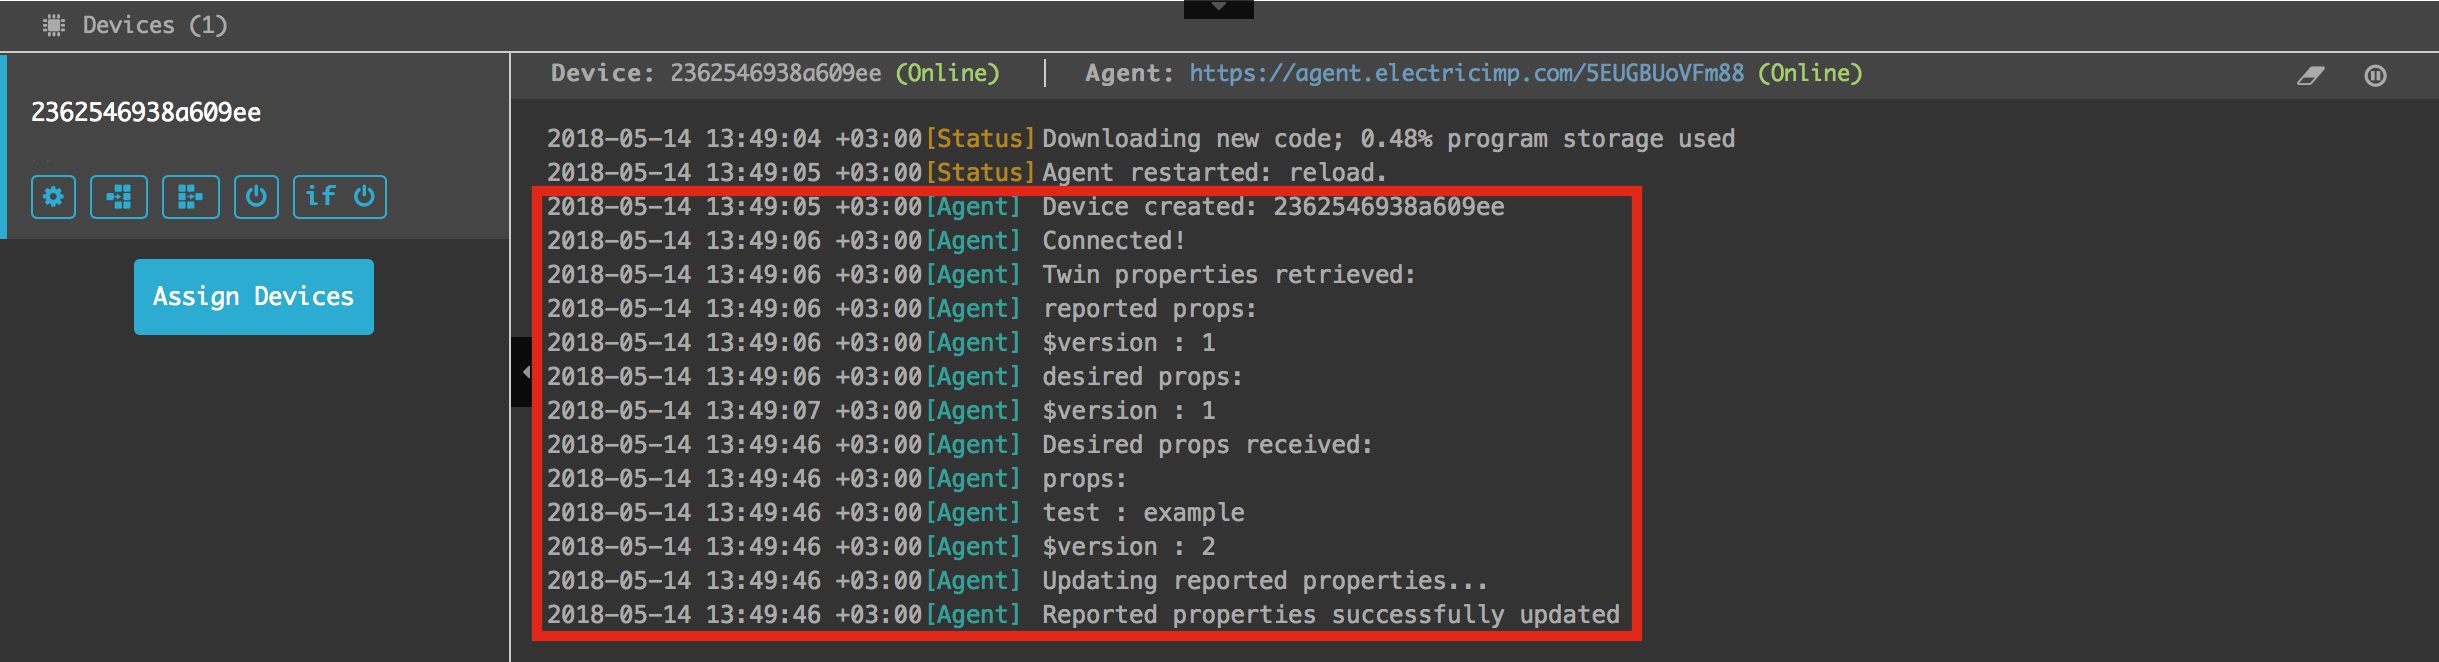 Devices (1)
Device: 2362546938a609ee (Online) | Agent: https://agent.electricimp.com/5EUGBUoVFm88 (Online)
2362546938a609ee
if
Assign Devices
2018-05-14 13:49:04 +03:00 [Status] Downloading new code; 0.48% program storage used
2018-05-14 13:49:05 +03:00 [Status] Agent restarted: reload.
2018-05-14 13:49:05 +03:00 [Agent] Device created: 2362546938a609ee
2018-05-14 13:49:06 +03:00 [Agent] Connected!
2018-05-14 13:49:06 +03:00 [Agent] Twin properties retrieved:
2018-05-14 13:49:06 +03:00 [Agent] reported props:
2018-05-14 13:49:06 +03:00 [Agent] $version : 1
2018-05-14 13:49:06 +03:00 [Agent] desired props:
2018-05-14 13:49:07 +03:00 [Agent] $version : 1
2018-05-14 13:49:46 +03:00 [Agent] Desired props received:
2018-05-14 13:49:46 +03:00 [Agent] props:
2018-05-14 13:49:46 +03:00 [Agent] test : example
2018-05-14 13:49:46 +03:00 [Agent] $version : 2
2018-05-14 13:49:46 +03:00 [Agent] Updating reported properties...
2018-05-14 13:49:46 +03:00 [Agent] Reported properties successfully updated